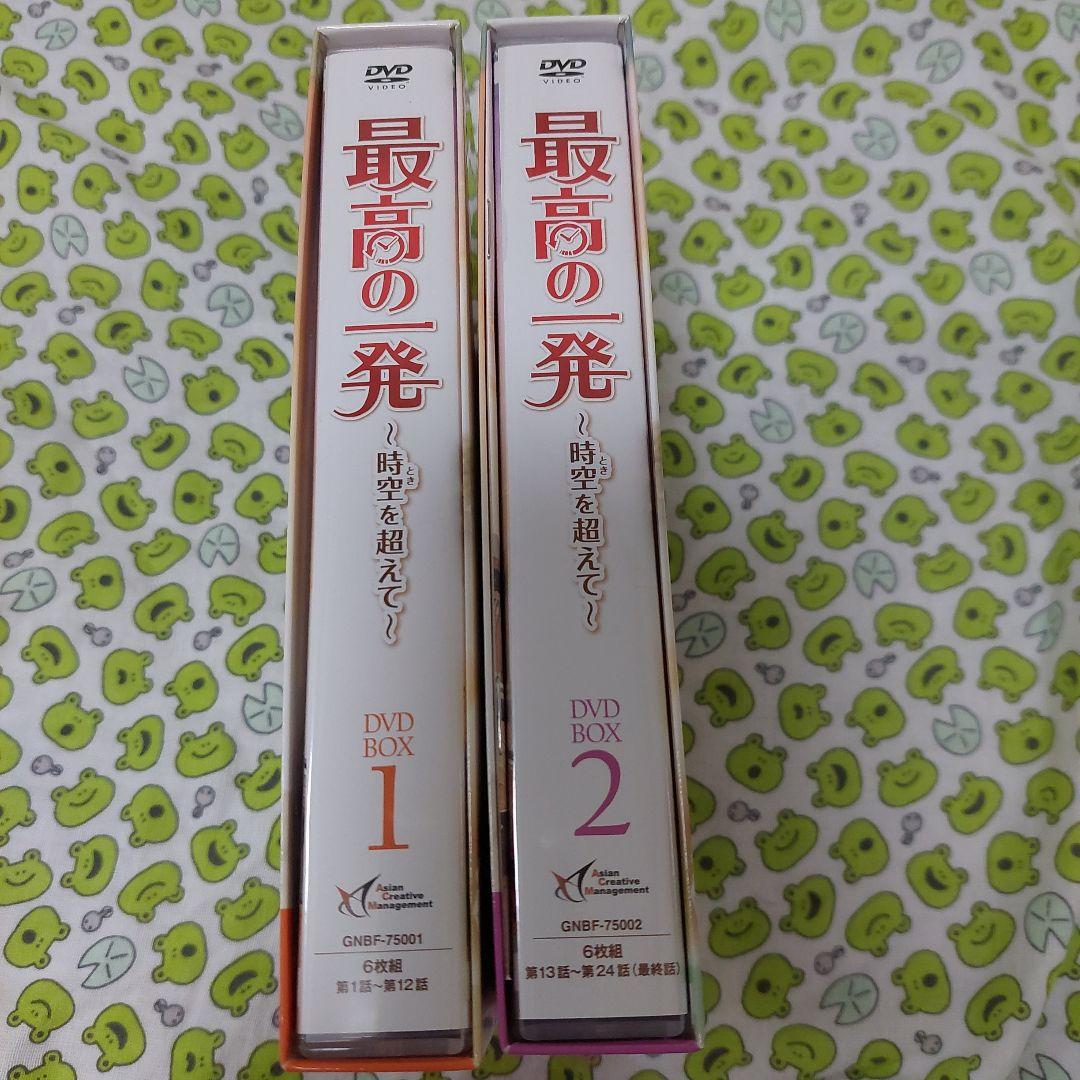 DVD
VIDEO
最高の一発
とき
～時空を超えて～
DVD
BOX
1
Asian
Creative
Management
GNBF-75001
6枚組
第1話～第12話
DVD
VIDEO
最高の一発
とき
～時空を超えて～
DVD
BOX
2
Asian
Creative
Management
GNBF-75002
6枚組
第13話～第24話(最終話)